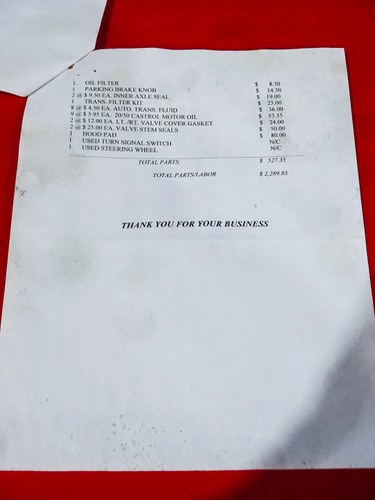 1 OIL FILTER $ 8.50
1 PARKING BRAKE KNOB $ 14.50
2 @ $ 9.50 EA. INNER AXLE SEAL $ 19.00
1 TRANS. FILTER KIT $ 25.00
8 @ $ 4.50 EA. AUTO. TRANS. FLUID $ 36.00
9 @ $ 5.95 EA. 20/50 CASTROL MOTOR OIL $ 53.55
2 @ $ 12.00 EA. LT. /RT. VALVE COVER GASKET $ 24.00
2 @ $ 25.00 EA. VALVE STEM SEALS $ 50.00
1 HOOD PAD $ 80.00
1 USED TURN SIGNAL SWITCH N/C
1 USED STEERING WHEEL N/C
TOTAL PARTS $ 527.35
TOTAL PARTS/LABOR $ 2,289.85
THANK YOU FOR YOUR BUSINESS